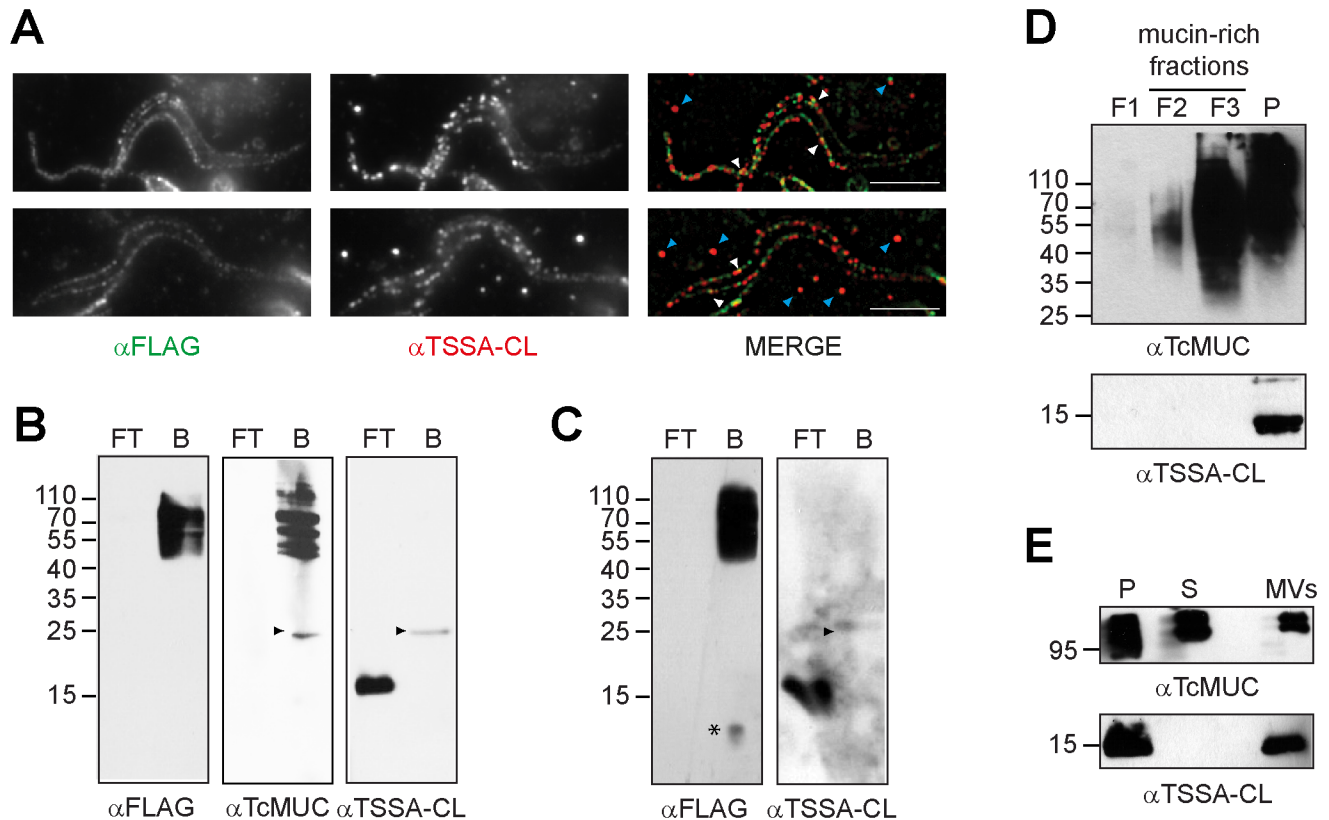 A
αFLAG
αTSSA-CL
MERGE
B
FT B FT B FT B
110
70
55
40
35
25
15
αFLAG αTcMUC αTSSA-CL
C
FT B FT B
110
70
55
40
35
25
15
*
αFLAG αTSSA-CL
D
mucin-rich
fractions
F1 F2 F3 P
110
70
55
40
35
25
αTcMUC
15
αTSSA-CL
E
P S MVs
95
αTcMUC
15
αTSSA-CL